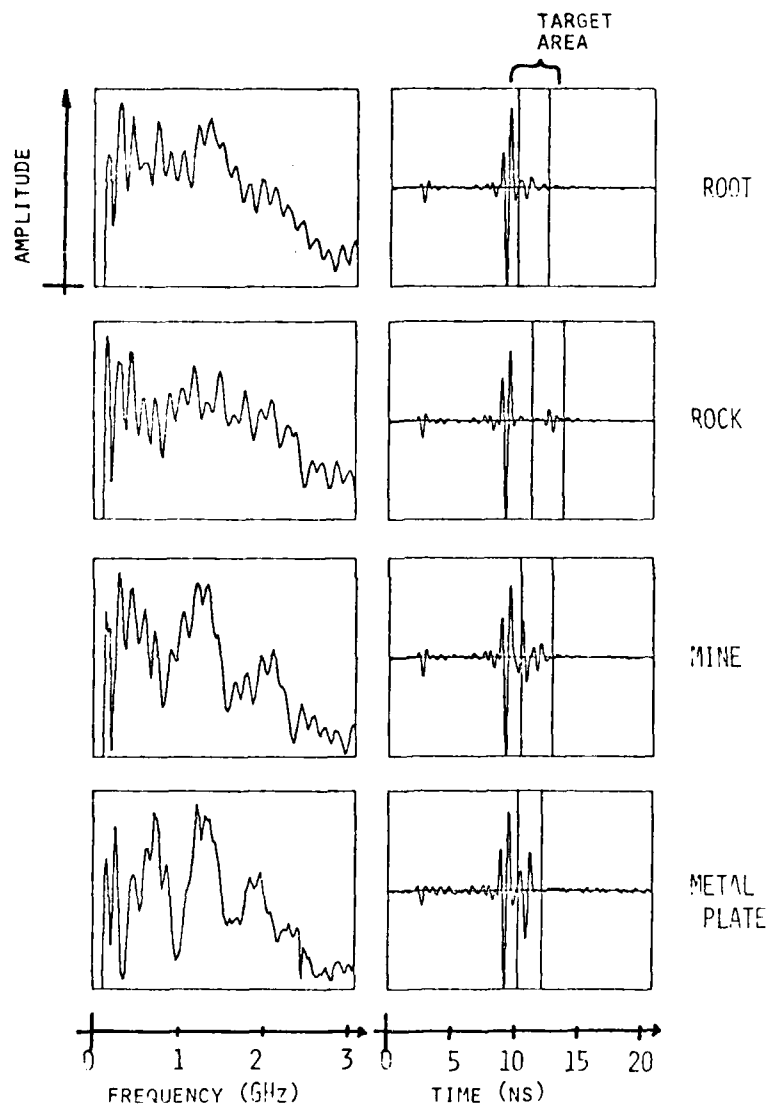 TARGET
AREA
AMPLITUDE
ROOT
ROCK
MINE
METAL
PLATE
0 1 2 3
0 5 10 15 20
FREQUENCY (GHz)
TIME (NS)